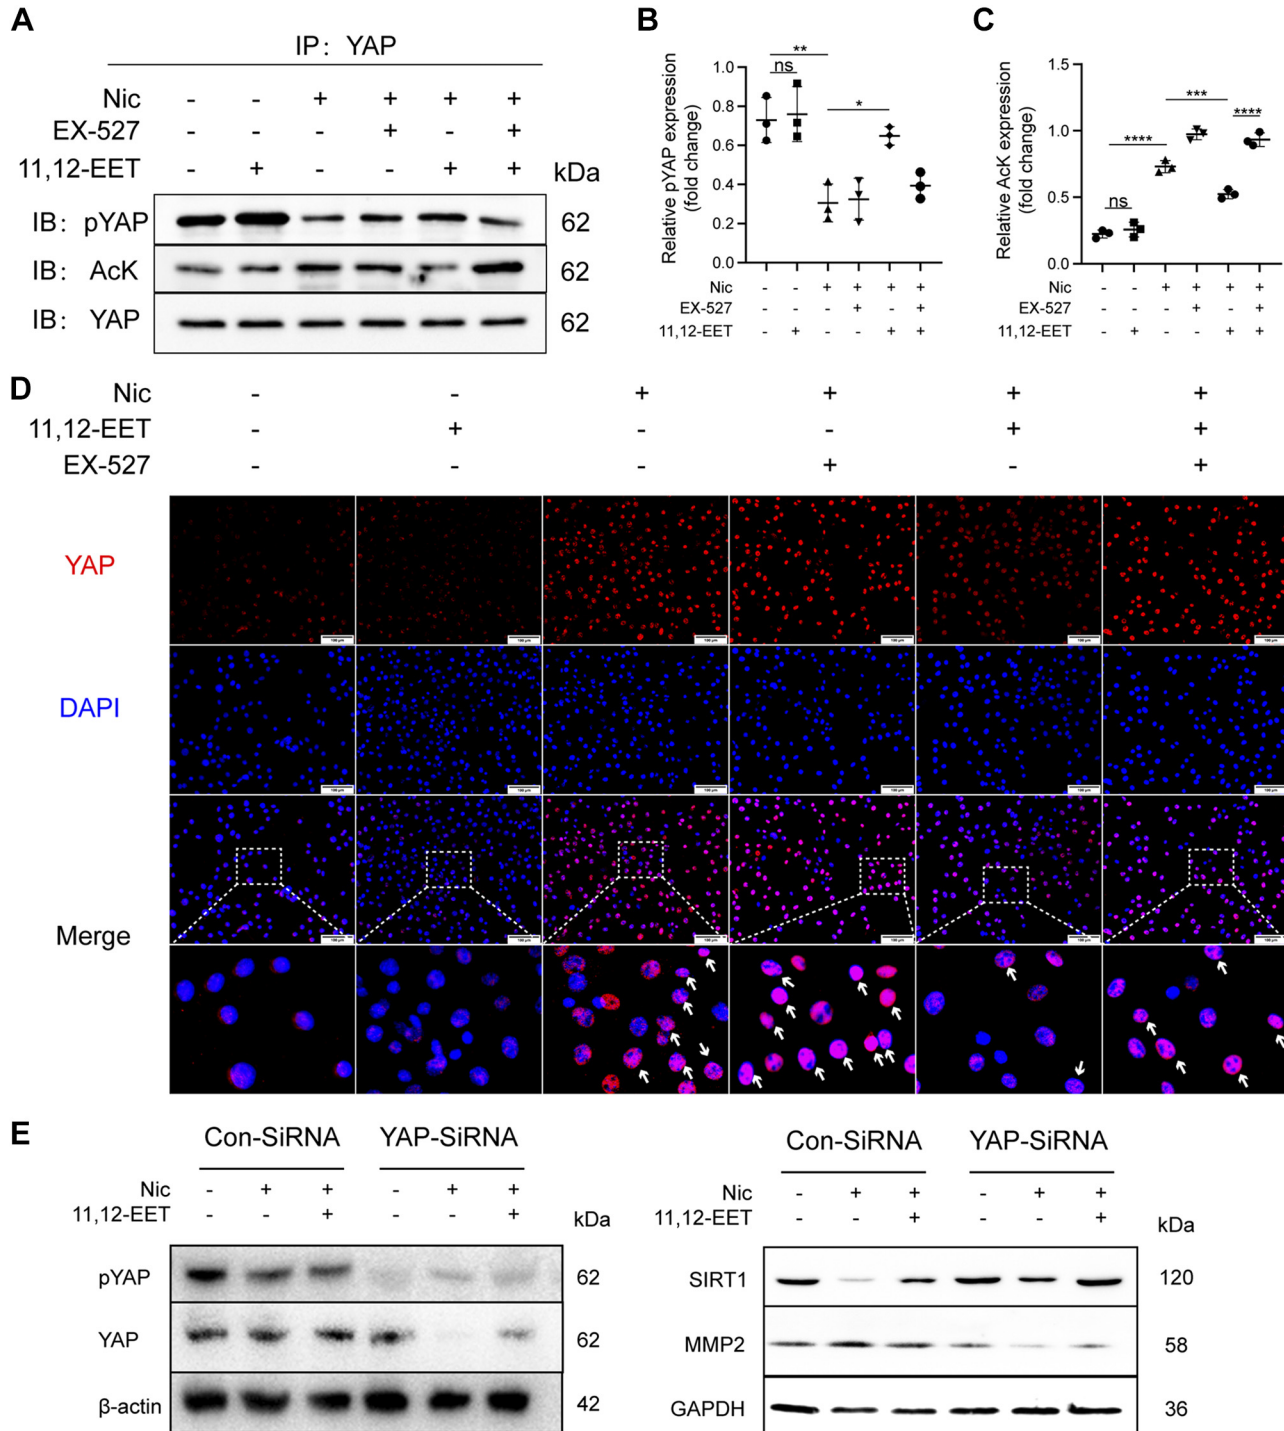 A
IP: YAP
Nic - - + + + +
EX-527 - - - + - +
11,12-EET - + - - + + kDa
IB: pYAP 62
IB: AcK 62
IB: YAP 62
B
Relative pYAP expression
(fold change)
1.0
0.8
0.6
0.4
0.2
0.0
**
ns
*
Nic - - + + + +
EX-527 - - - + - +
11,12-EET - + - - + +
C
Relative AcK expression
(fold change)
1.5
1.0
0.5
0.0
***
****
****
ns
Nic - - + + + +
EX-527 - - - + - +
11,12-EET - + - - + +
D
Nic - - + + + +
11,12-EET - + - - + +
EX-527 - - - + - +
YAP
DAPI
Merge
E
Con-SiRNA YAP-SiRNA
Nic - + + - + +
11,12-EET - - + - - + kDa
pYAP 62
YAP 62
β-actin 42
Con-SiRNA YAP-SiRNA
Nic - + + - + +
11,12-EET - - + - - + kDa
SIRT1 120
MMP2 58
GAPDH 36